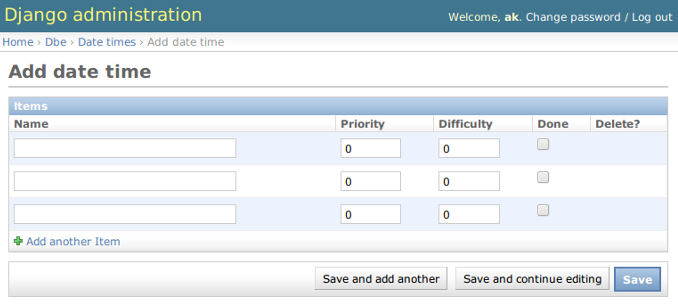 Django administration
Welcome, ak. Change password / Log out
Home › Dbe › Date times › Add date time
Add date time
Items
Name Priority Difficulty Done Delete?
0 0
0 0
0 0
Add another Item
Save and add another Save and continue editing Save